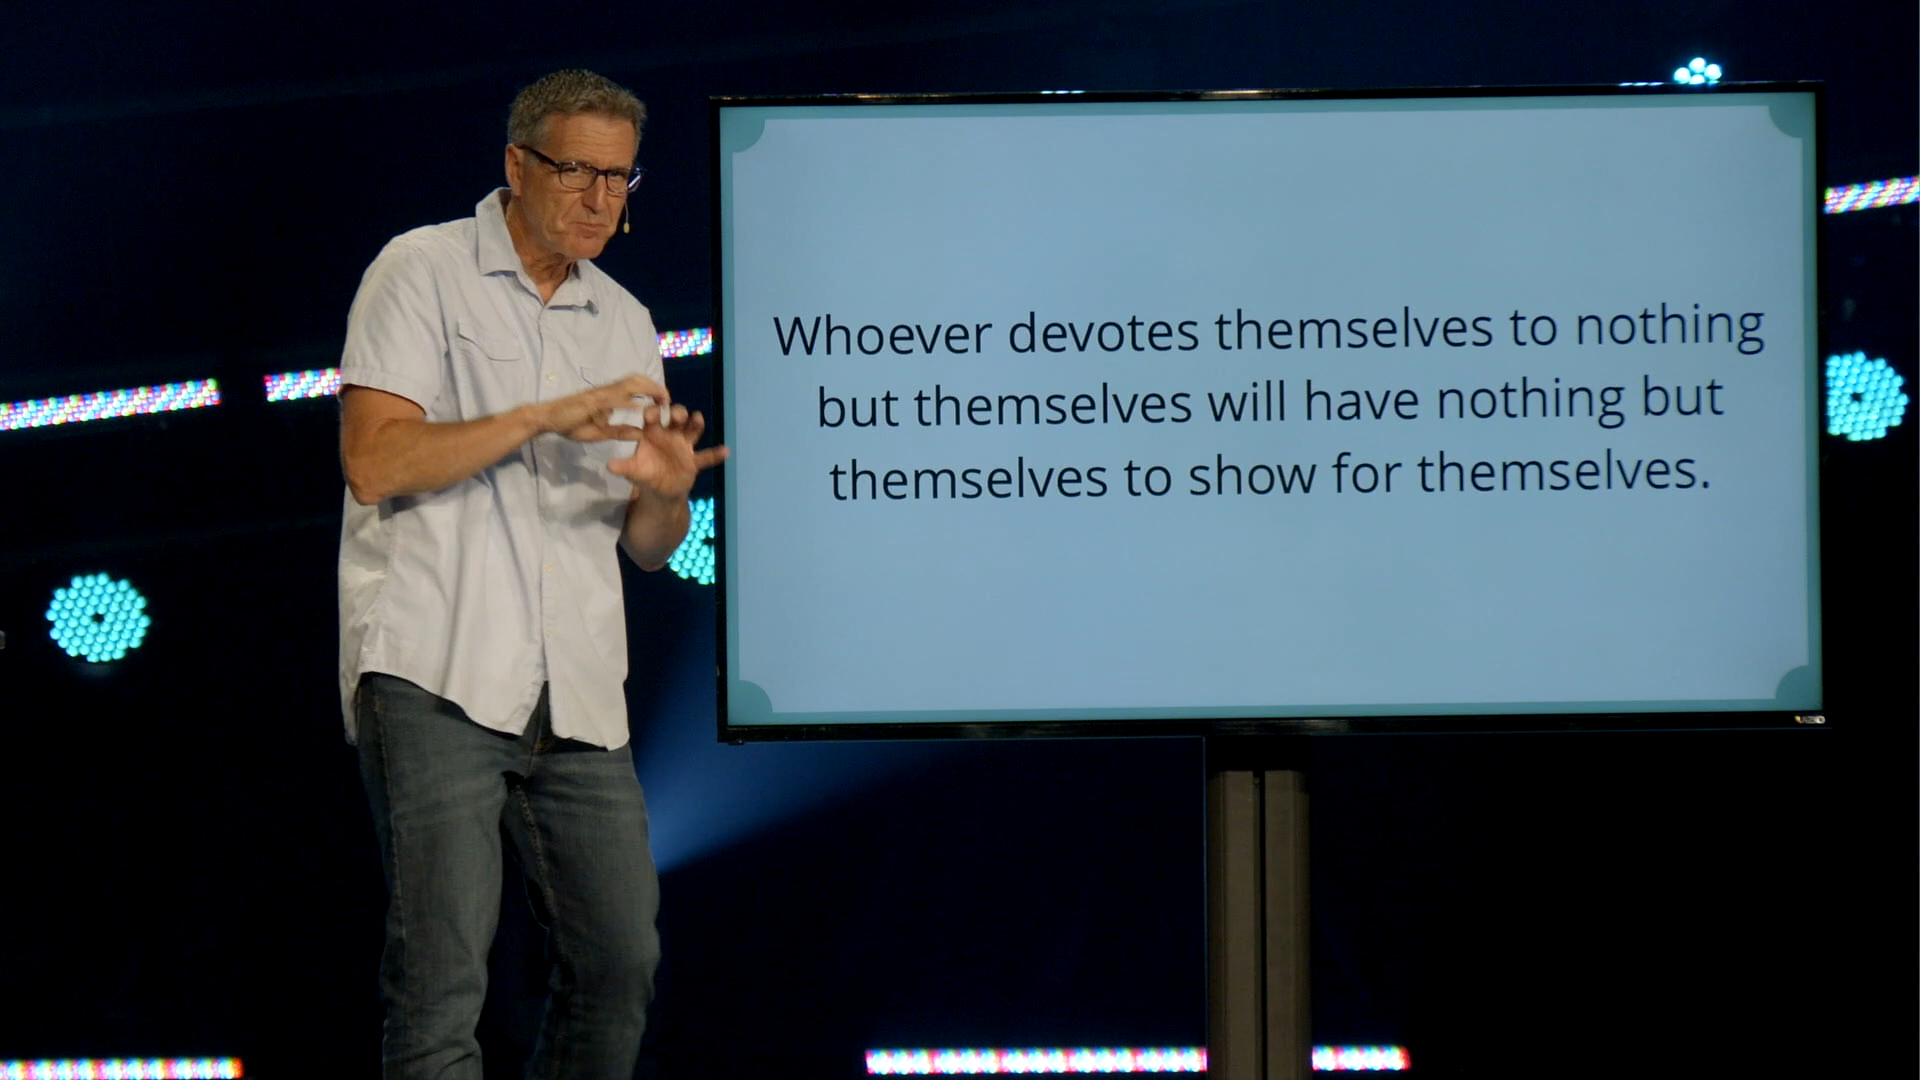 Whoever devotes themselves to nothing
but themselves will have nothing but
themselves to show for themselves.